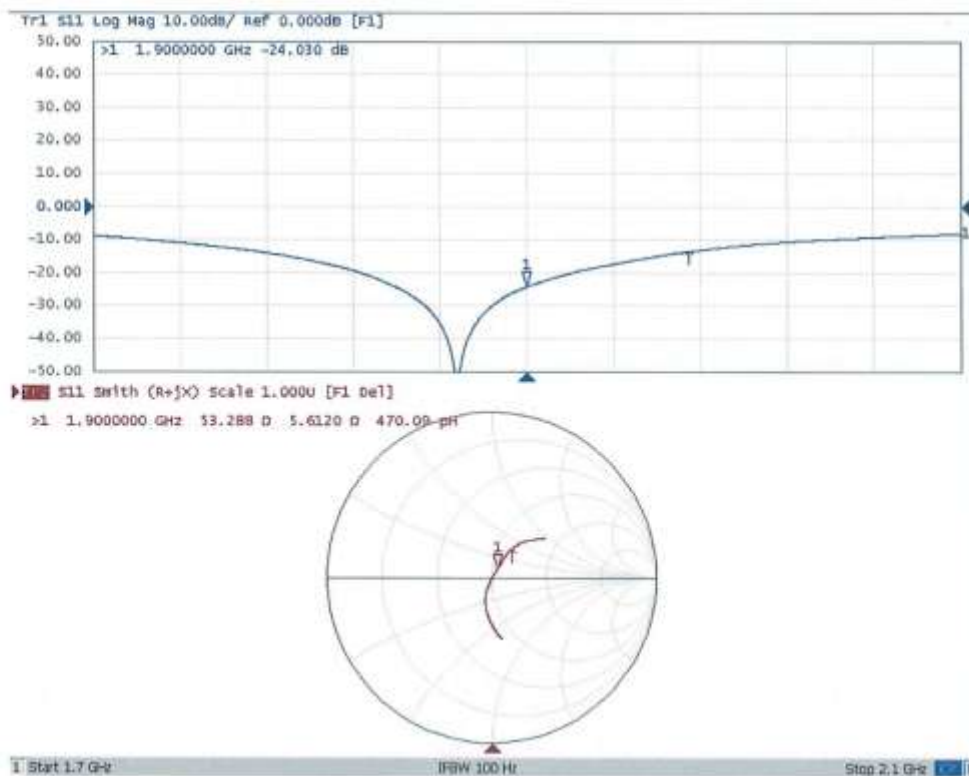 Tr1 S11 Log Mag 10.00dB/ Ref 0.000dB [F1]
50.00
>1 1.9000000 GHz -24.030 dB
40.00
30.00
20.00
10.00
0.000
-10.00
1
-20.00
-30.00
-40.00
-50.00
S11 Smith (R+jX) Scale 1.000U [F1 Del]
>1 1.9000000 GHz 53.288 Ω 5.6120 Ω 470.09 pH
1
1 Start 1.7 GHz IFBW 100 Hz Stop 2.1 GHz